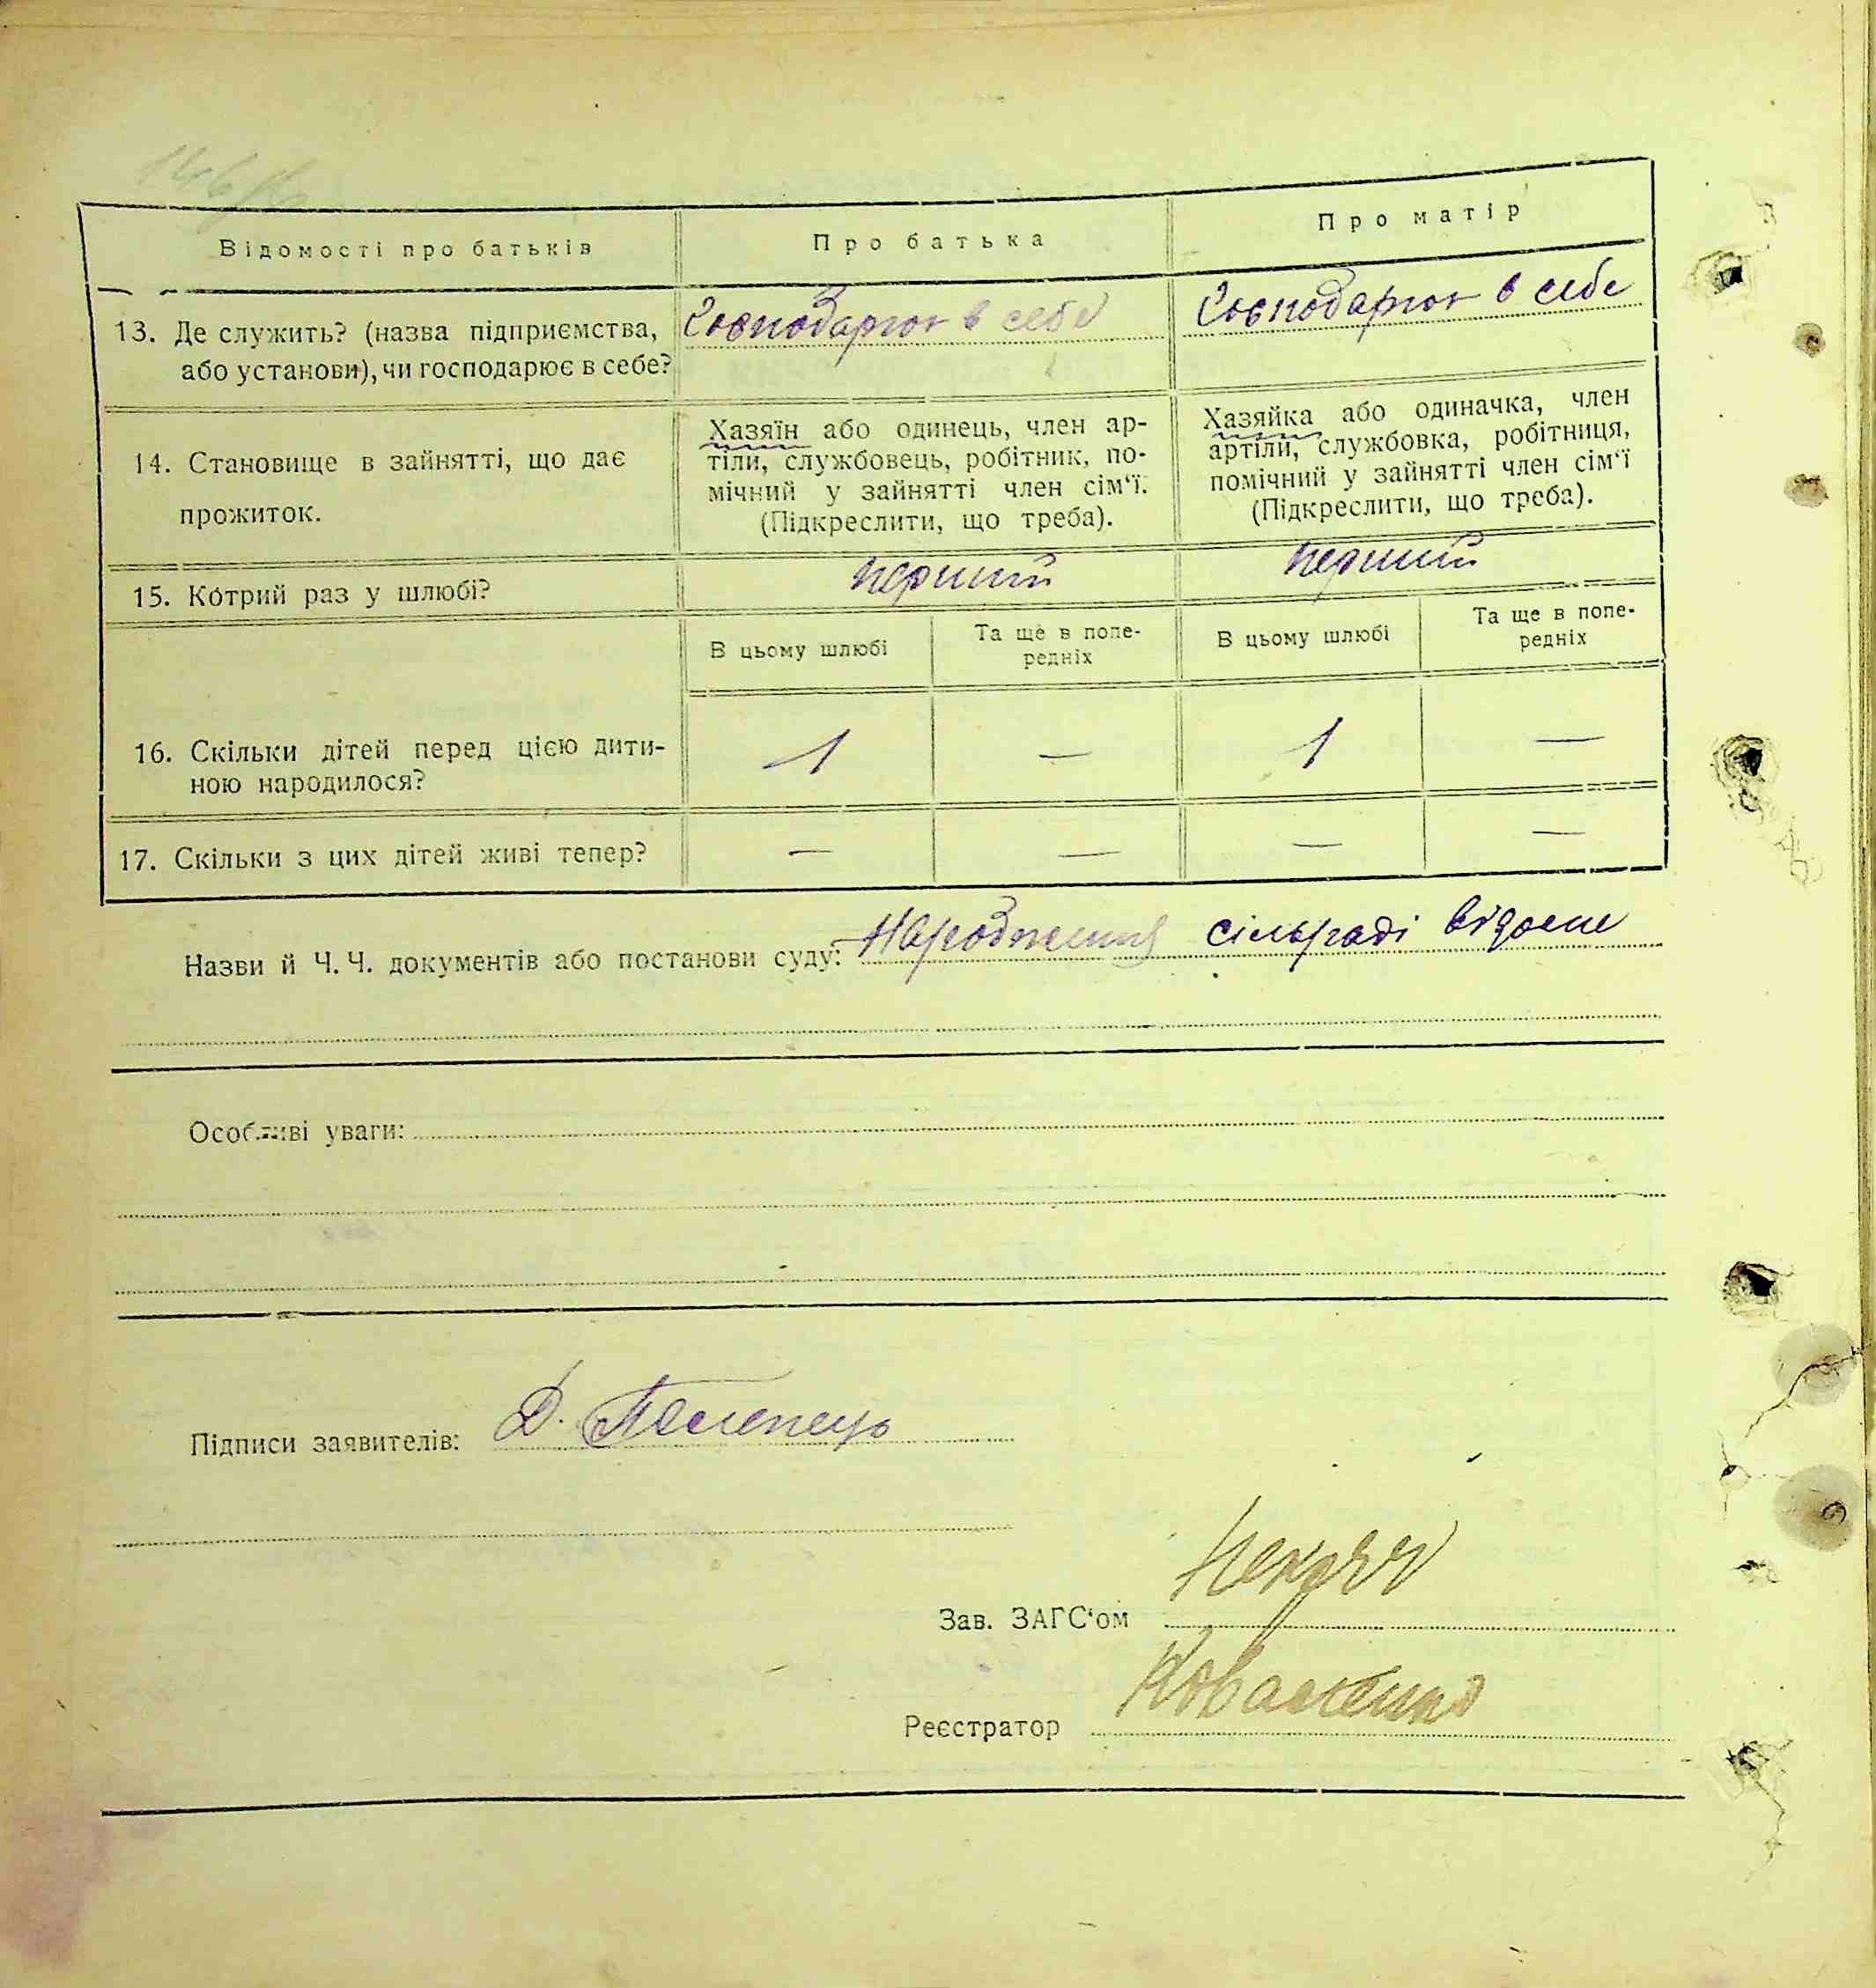 Відомості про батьків
Про батька
Про матір
13. Де служить? (назва підприємства,
або установи), чи господарює в себе?
Господарює в себе
Господарює в себе
14. Становище в зайнятті, що дає
прожиток.
Хазяїн або одинець, член ар-
тіли, службовець, робітник, по-
мічний у зайнятті член сім'ї.
(Підкреслити, що треба).
Хазяйка або одиначка, член
артіли, службовка, робітниця,
помічний у зайнятті член сім'ї
(Підкреслити, що треба).
15. Котрий раз у шлюбі?
перший
перший
В цьому шлюбі
Та ще в попе-
редніх
В цьому шлюбі
Та ще в попе-
редніх
16. Скільки дітей перед цією дити-
ною народилося?
1
—
1
—
17. Скільки з цих дітей живі тепер?
—
—
—
—
Назви й Ч.Ч. документів або постанови суду: Народження сільраді відоме
Особливі уваги:
Підписи заявителів: Д.
Зав. ЗАГС'ом
Реєстратор